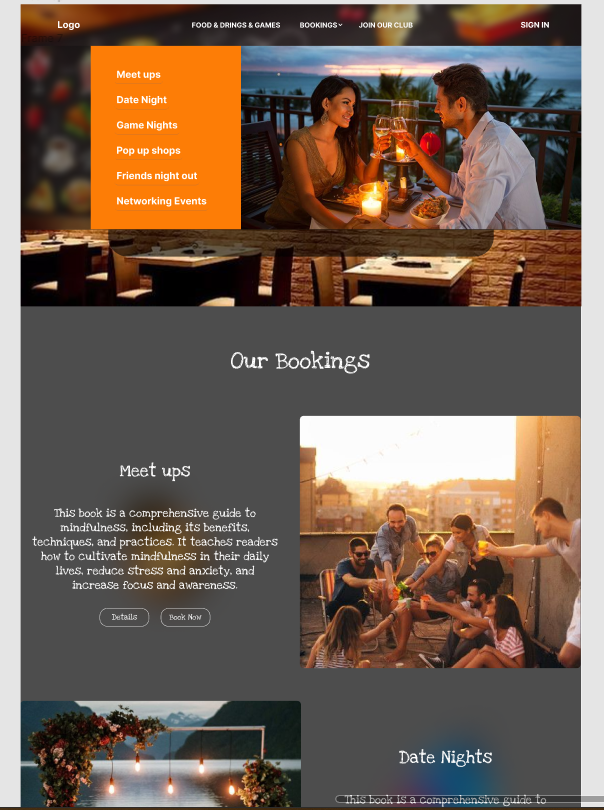 Logo
FOOD & DRINGS & GAMES
BOOKINGS
JOIN OUR CLUB
SIGN IN
Meet ups
Date Night
Game Nights
Pop up shops
Friends night out
Networking Events
Our Bookings
Meet ups
This book is a comprehensive guide to
mindfulness, including its benefits,
techniques, and practices. It teaches readers
how to cultivate mindfulness in their daily
lives, reduce stress and anxiety, and
increase focus and awareness.
Details
Book Now
Date Nights
This book is a comprehensive guide to